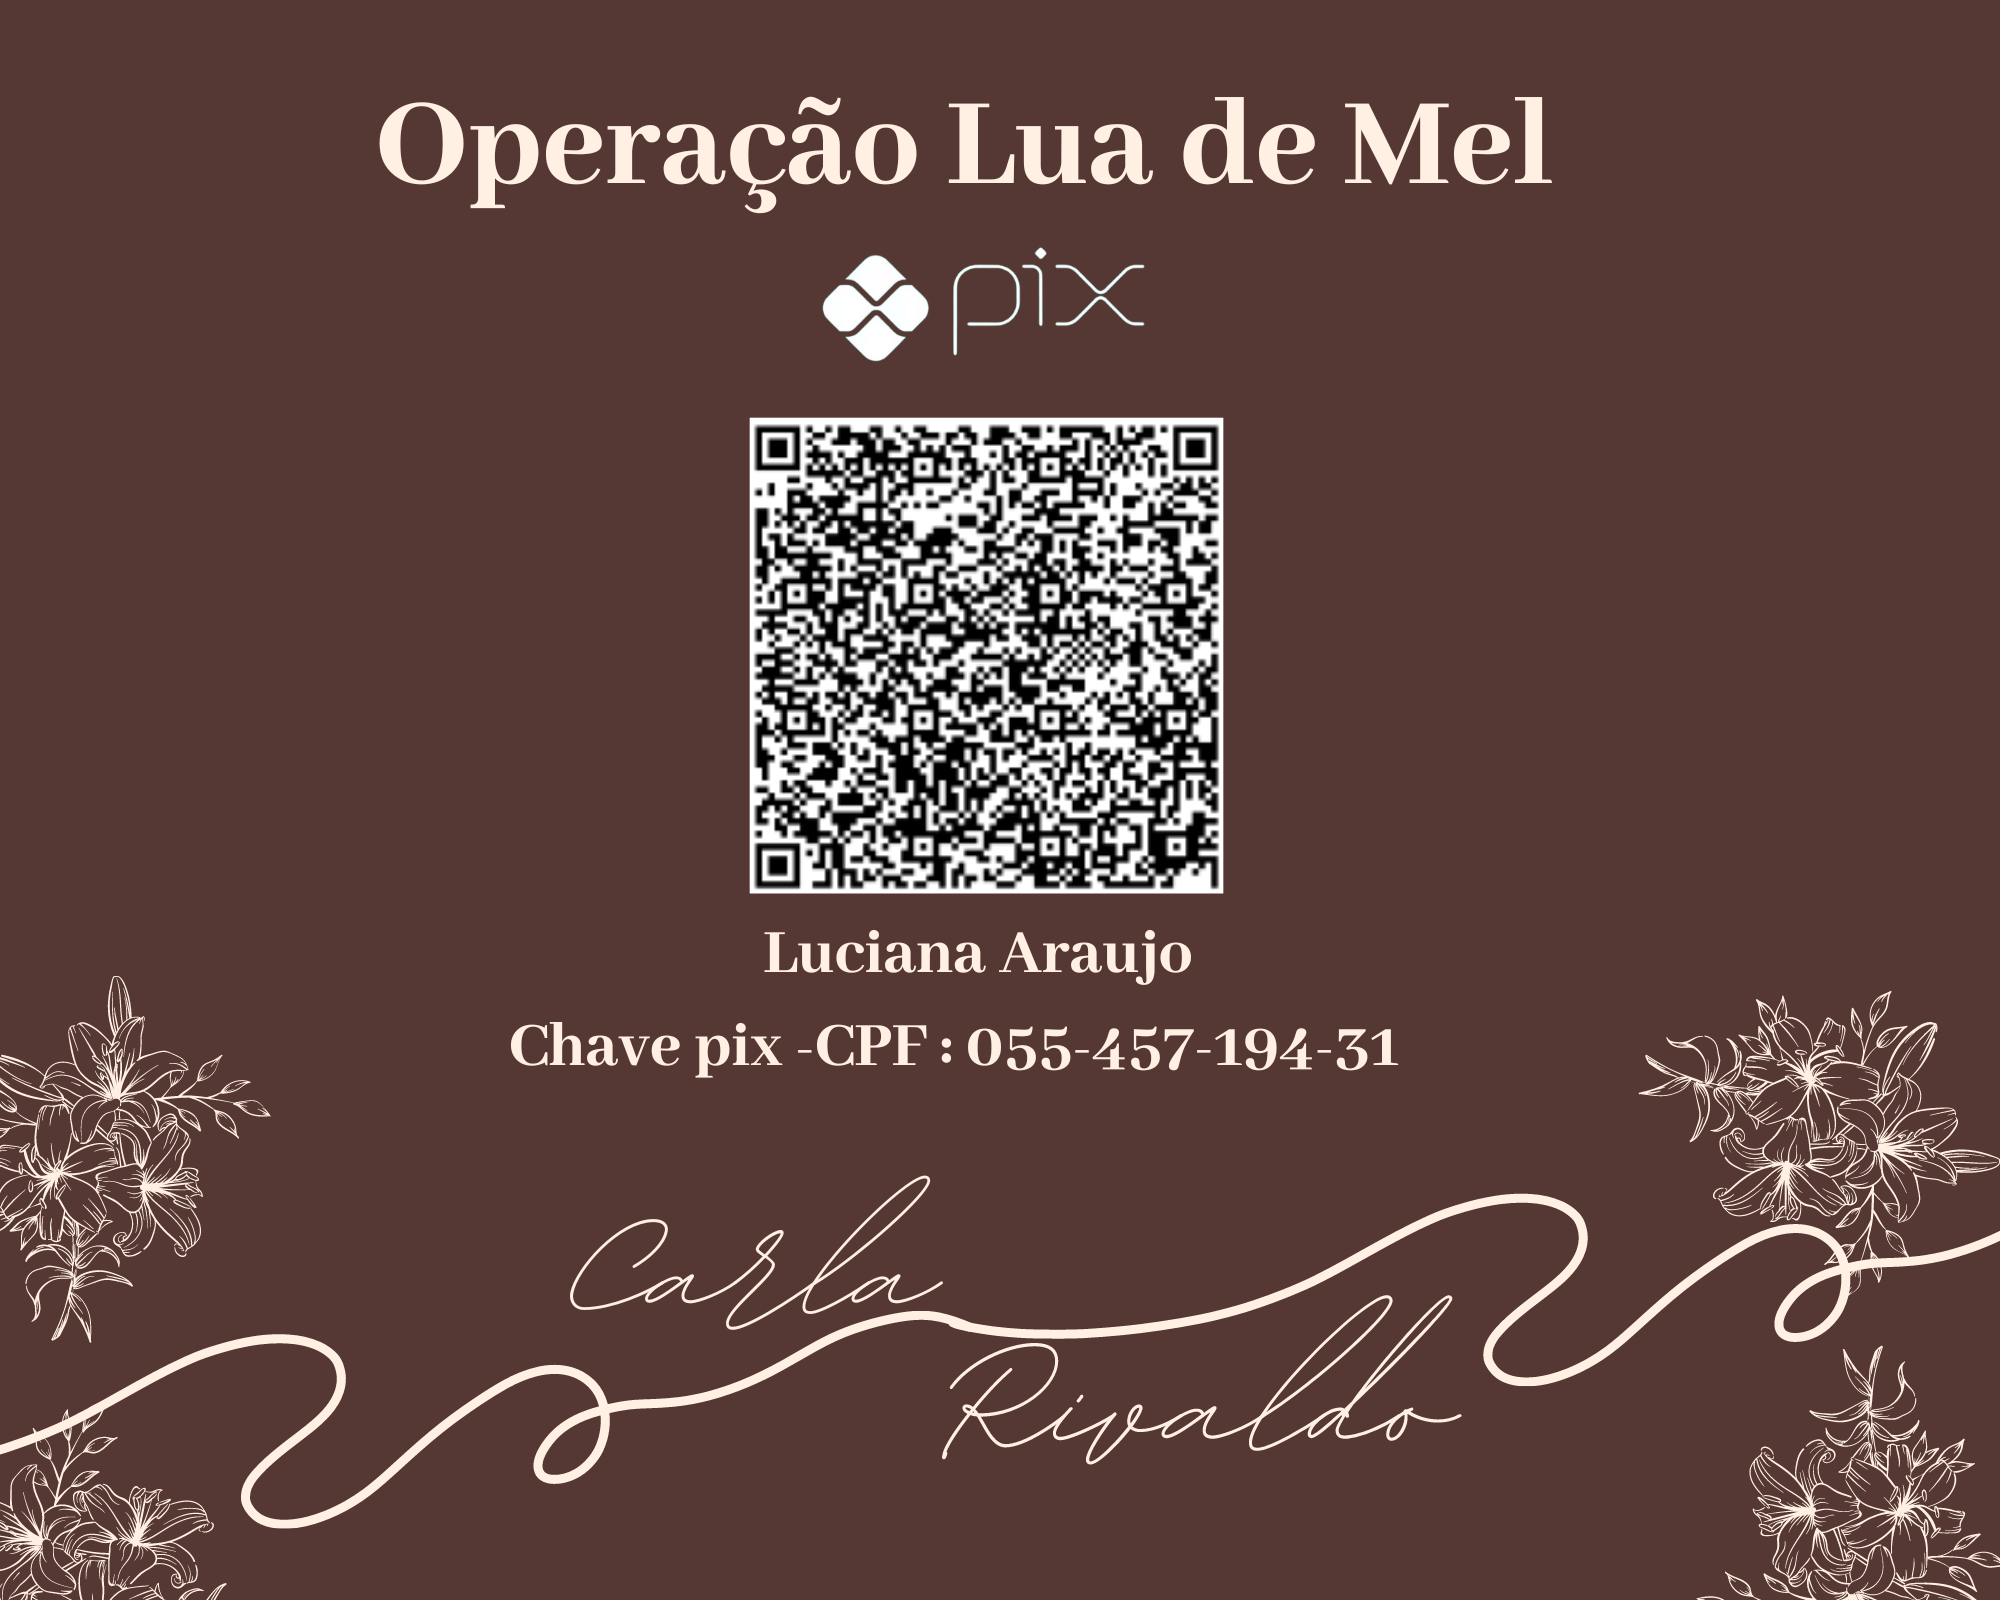 Operação Lua de Mel
pix
Luciana Araujo
Chave pix -CPF : 055-457-194-31
Carla
Rivaldo